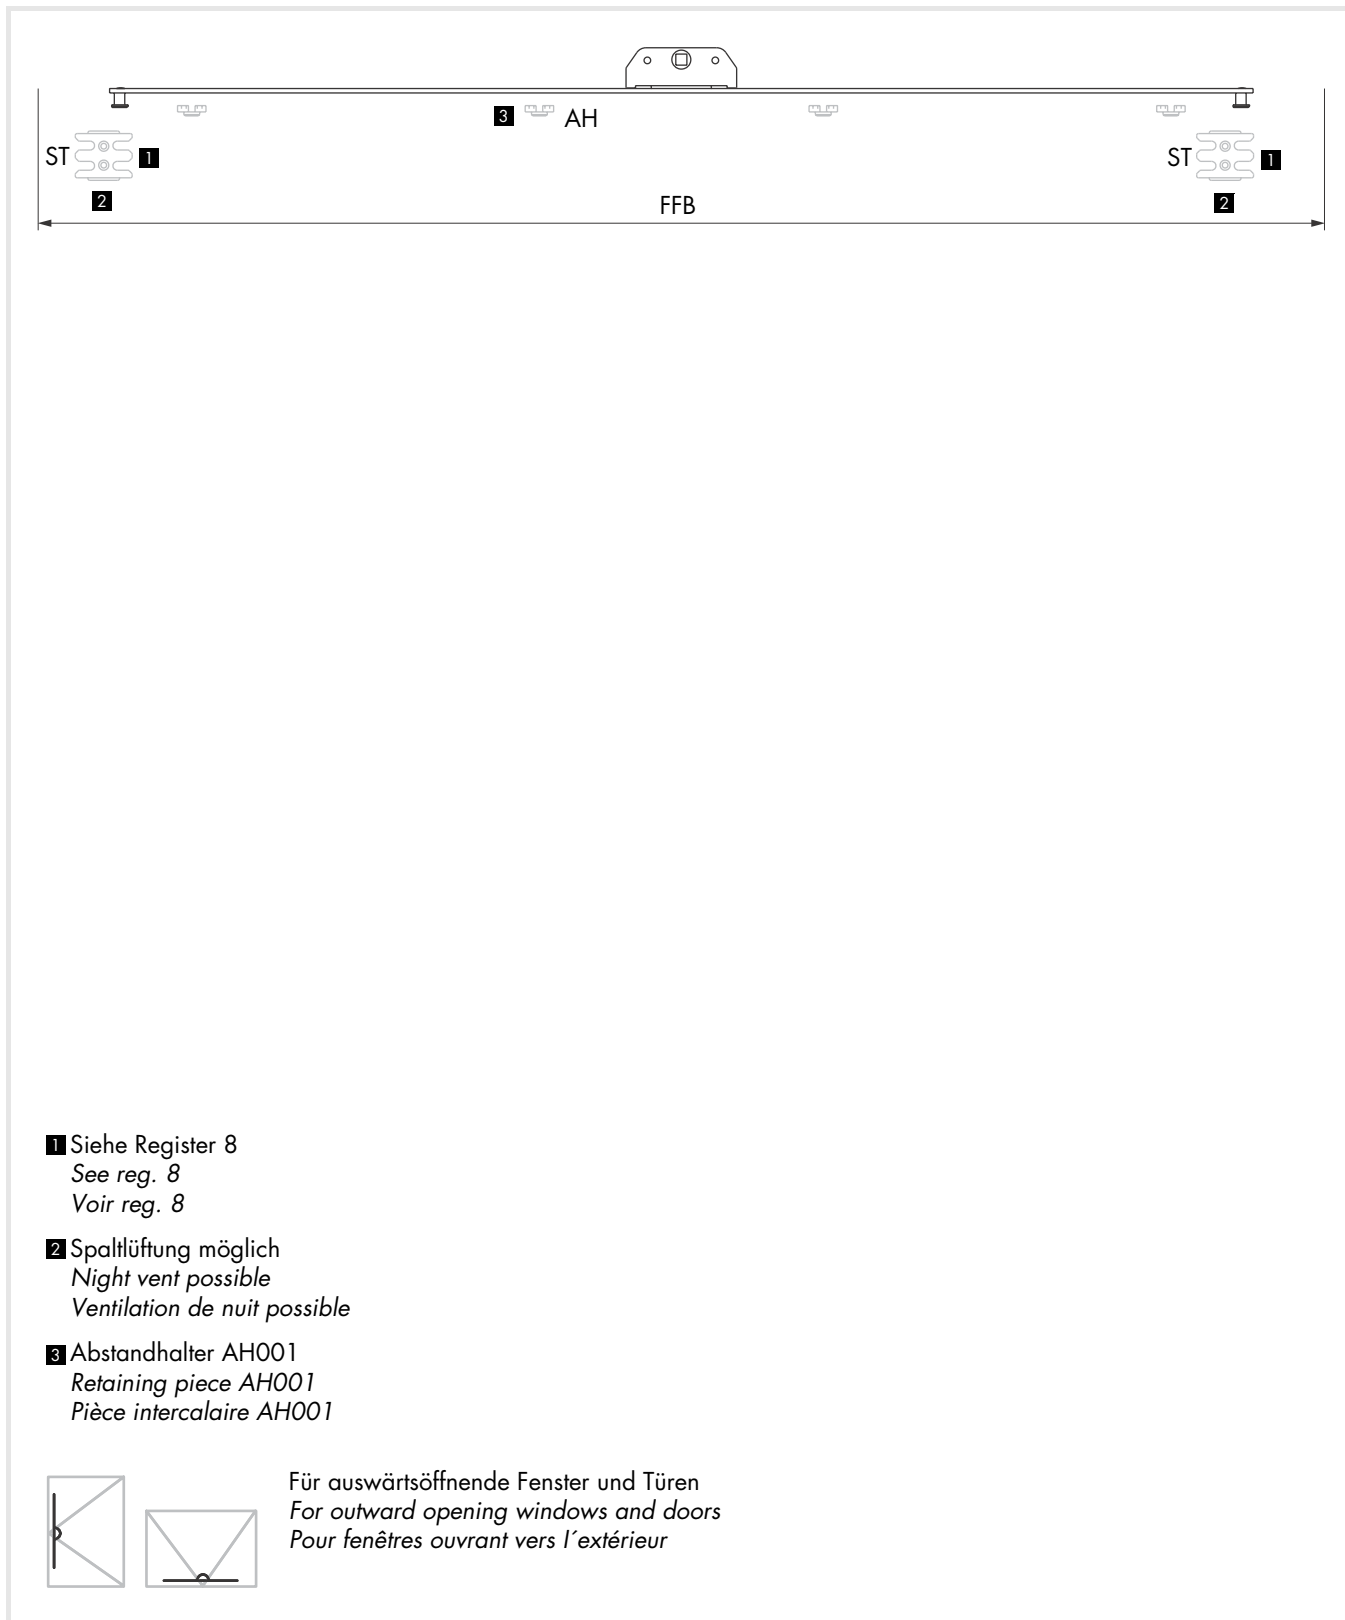 3 AH
ST 1
ST 1
2
2
FFB
1 Siehe Register 8
See reg. 8
Voir reg. 8
2 Spaltlüftung möglich
Night vent possible
Ventilation de nuit possible
3 Abstandhalter AH001
Retaining piece AH001
Pièce intercalaire AH001
Für auswärtsöffnende Fenster und Türen
For outward opening windows and doors
Pour fenêtres ouvrant vers l´extérieur